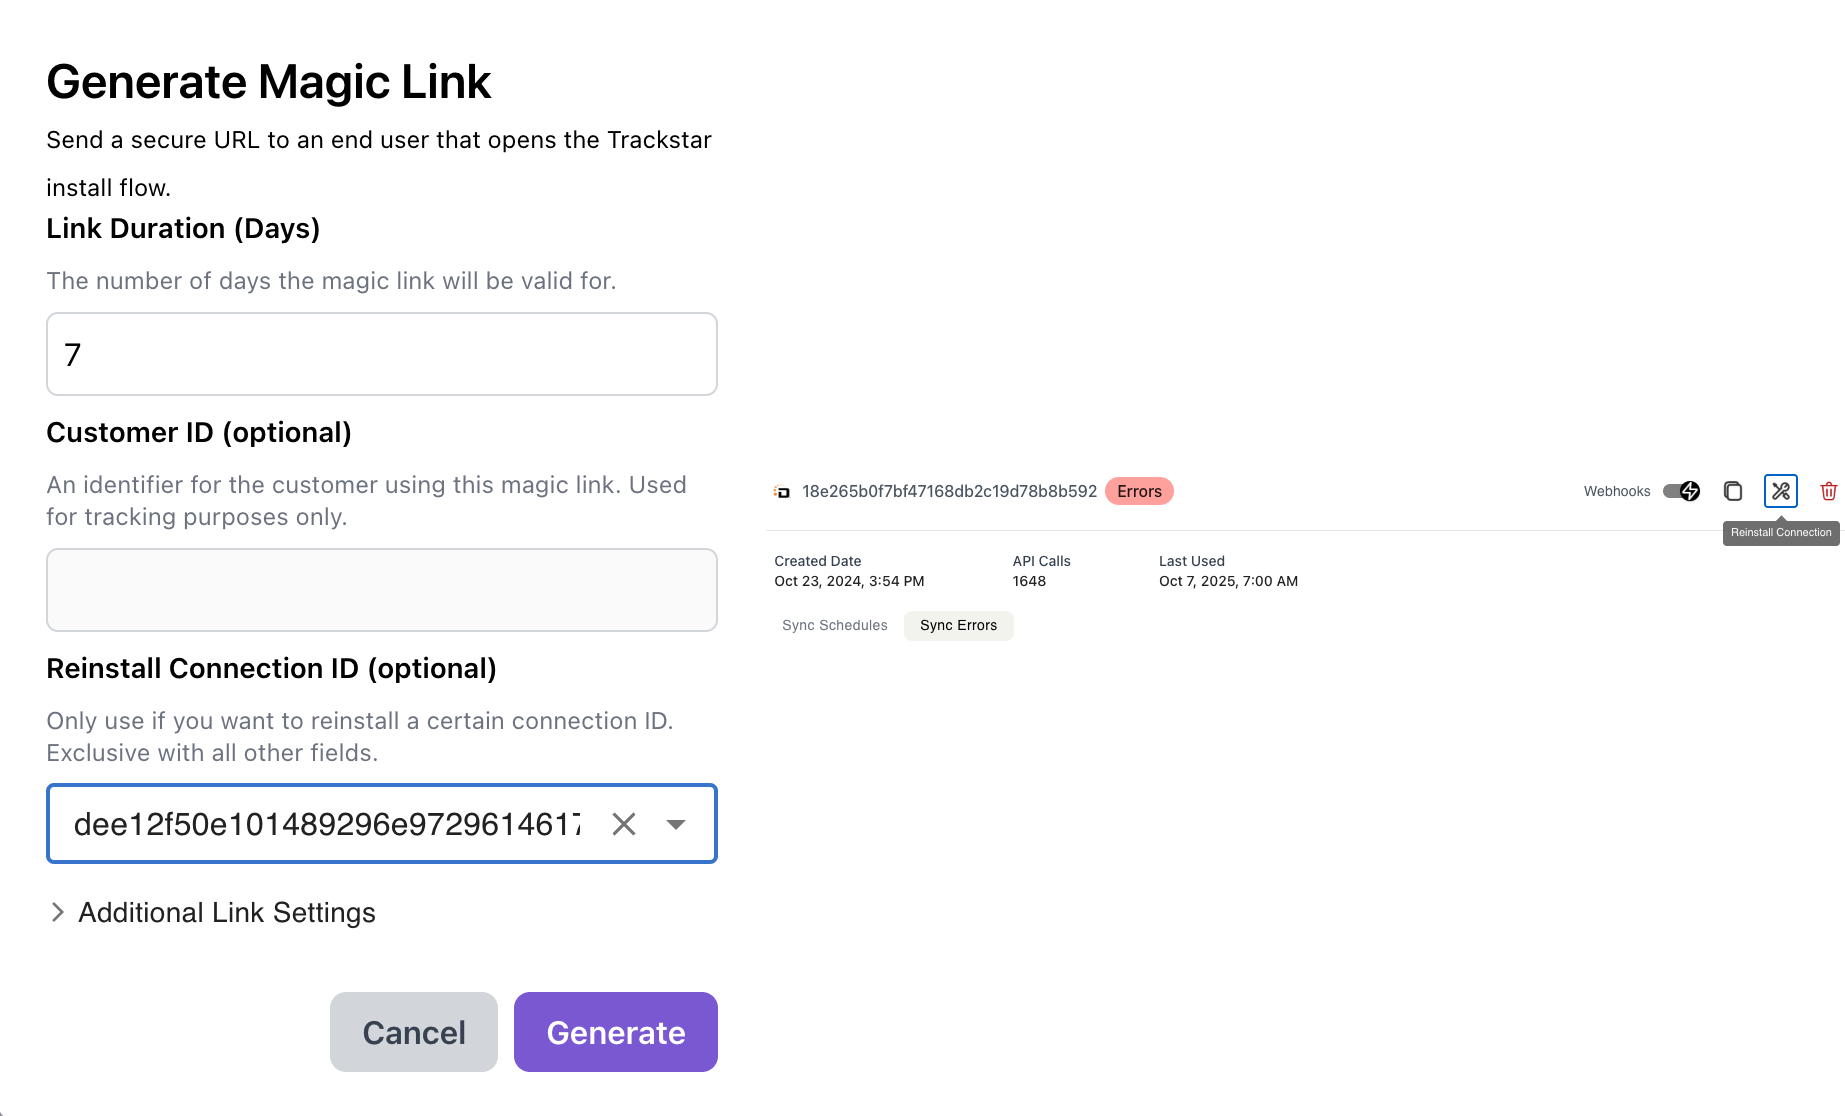 Generate Magic Link
Send a secure URL to an end user that opens the Trackstar
install flow.
Link Duration (Days)
The number of days the magic link will be valid for.
7
Customer ID (optional)
An identifier for the customer using this magic link. Used
for tracking purposes only.
Reinstall Connection ID (optional)
Only use if you want to reinstall a certain connection ID.
Exclusive with all other fields.
dee12f50e101489296e9729614617
Additional Link Settings
Cancel
Generate
18e265b0f7bf47168db2c19d78b8b592
Errors
Webhooks
Reinstall Connection
Created Date
API Calls
Last Used
Oct 23, 2024, 3:54 PM
1648
Oct 7, 2025, 7:00 AM
Sync Schedules
Sync Errors